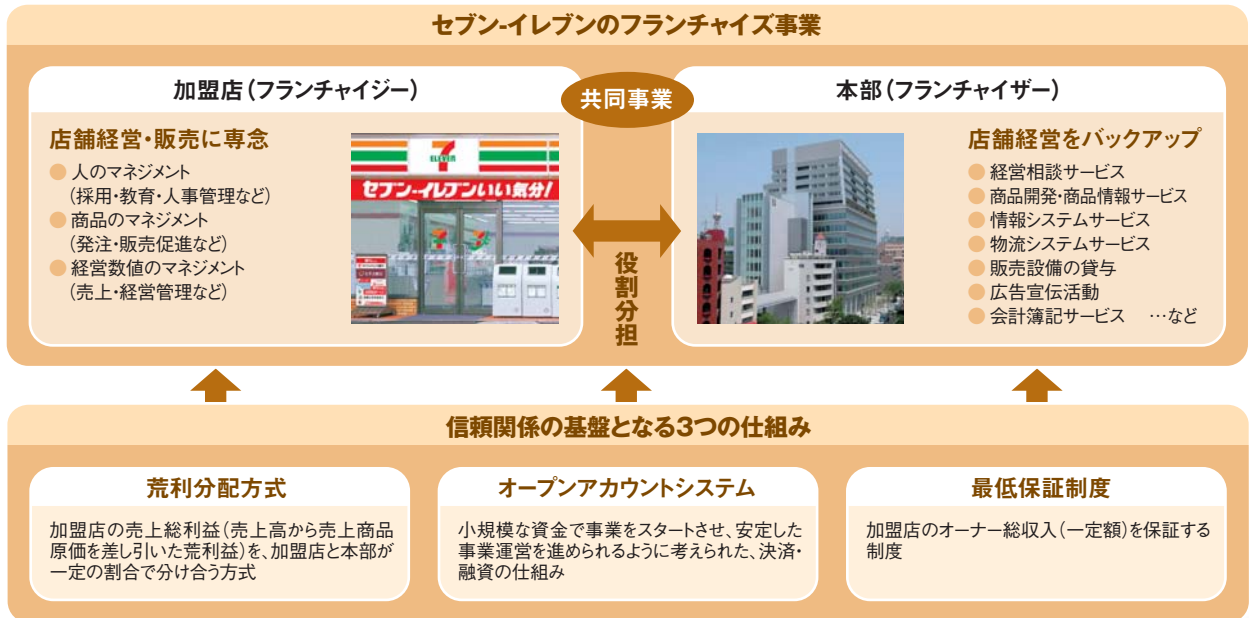 セブン-イレブンのフランチャイズ事業
加盟店(フランチャイジー)
共同事業
本部(フランチャイザー)
店舗経営・販売に専念
● 人のマネジメント
(採用・教育・人事管理など)
● 商品のマネジメント
(発注・販売促進など)
● 経営数値のマネジメント
(売上・経営管理など)
7
ELEVEN
セブン-イレブンいい気分!
役割分担
店舗経営をバックアップ
● 経営相談サービス
● 商品開発・商品情報サービス
● 情報システムサービス
● 物流システムサービス
● 販売設備の貸与
● 広告宣伝活動
● 会計簿記サービス …など
信頼関係の基盤となる3つの仕組み
荒利分配方式
加盟店の売上総利益(売上高から売上商品
原価を差し引いた荒利益)を、加盟店と本部が
一定の割合で分け合う方式
オープンアカウントシステム
小規模な資金で事業をスタートさせ、安定した
事業運営を進められるように考えられた、決済・
融資の仕組み
最低保証制度
加盟店のオーナー総収入(一定額)を保証する
制度